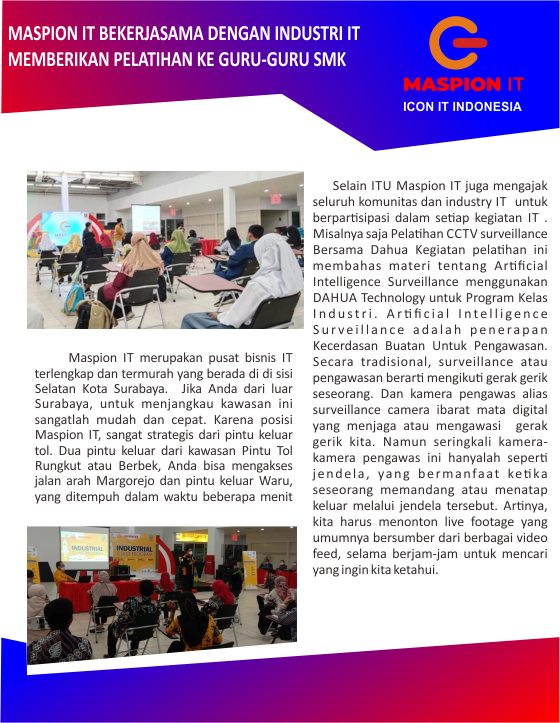 MASPION IT BEKERJASAMA DENGAN INDUSTRI IT
MEMBERIKAN PELATIHAN KE GURU-GURU SMK
MASPION IT
ICON IT INDONESIA
Maspion IT merupakan pusat bisnis IT
terlengkap dan termurah yang berada di di sisi
Selatan Kota Surabaya. Jika Anda dari luar
Surabaya, untuk menjangkau kawasan ini
sangatlah mudah dan cepat. Karena posisi
Maspion IT, sangat strategis dari pintu keluar
tol. Dua pintu keluar dari kawasan Pintu Tol
Rungkut atau Berbek, Anda bisa mengakses
jalan arah Margorejo dan pintu keluar Waru,
yang ditempuh dalam waktu beberapa menit
INDUSTRIAL
INDUSTRIAL
Selain ITU Maspion IT juga mengajak
seluruh komunitas dan industry IT untuk
berpartisipasi dalam setiap kegiatan IT .
Misalnya saja Pelatihan CCTV surveillance
Bersama Dahua Kegiatan pelatihan ini
membahas materi tentang Artificial
Intelligence Surveillance menggunakan
DAHUA Technology untuk Program Kelas
Industri. Artificial Intelligence
Surveillance adalah penerapan
Kecerdasan Buatan Untuk Pengawasan.
Secara tradisional, surveillance atau
pengawasan berarti mengikuti gerak gerik
seseorang. Dan kamera pengawas alias
surveillance camera ibarat mata digital
yang menjaga atau mengawasi gerak
gerik kita. Namun seringkali kamera-
kamera pengawas ini hanyalah seperti
jendela, yang bermanfaat ketika
seseorang memandang atau menatap
keluar melalui jendela tersebut. Artinya,
kita harus menonton live footage yang
umumnya bersumber dari berbagai video
feed, selama berjam-jam untuk mencari
yang ingin kita ketahui.